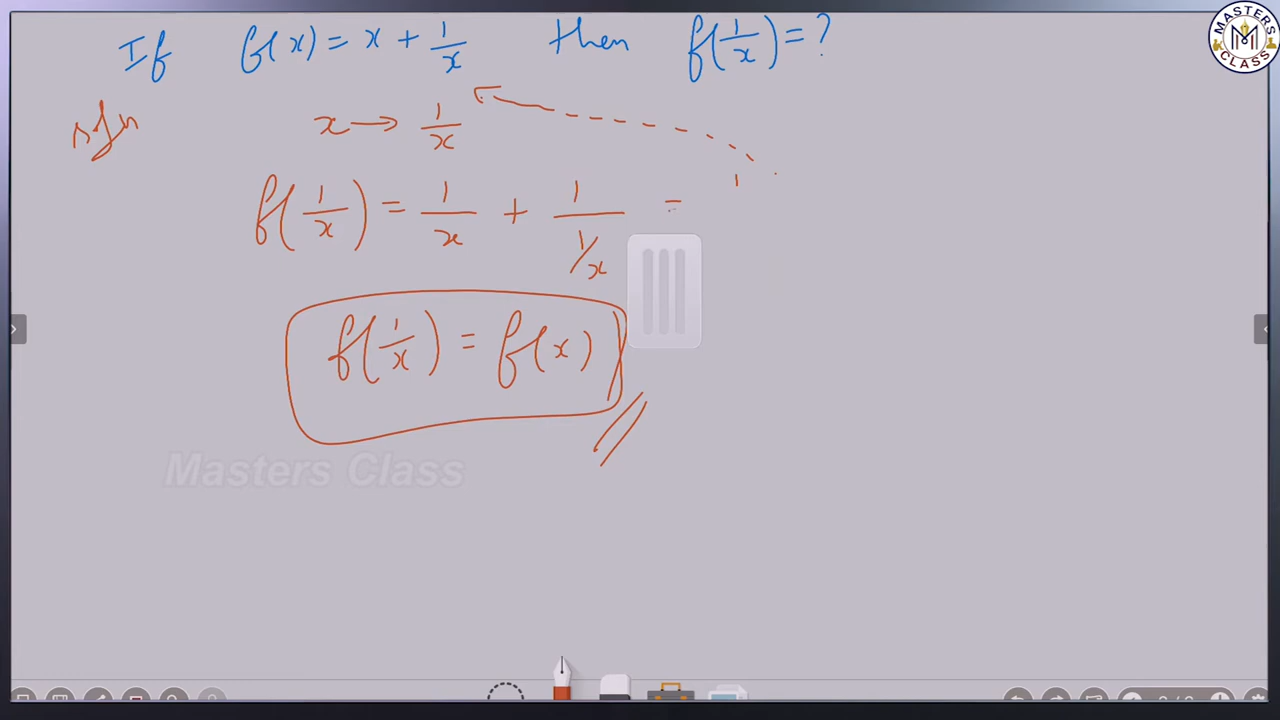 If f(x) = x + 1/x then f(1/x) = ?
soln x → 1/x
f(1/x) = 1/x + 1/(1/x) =
f(1/x) = f(x)
Masters Class
MASTERS
M
CLASS